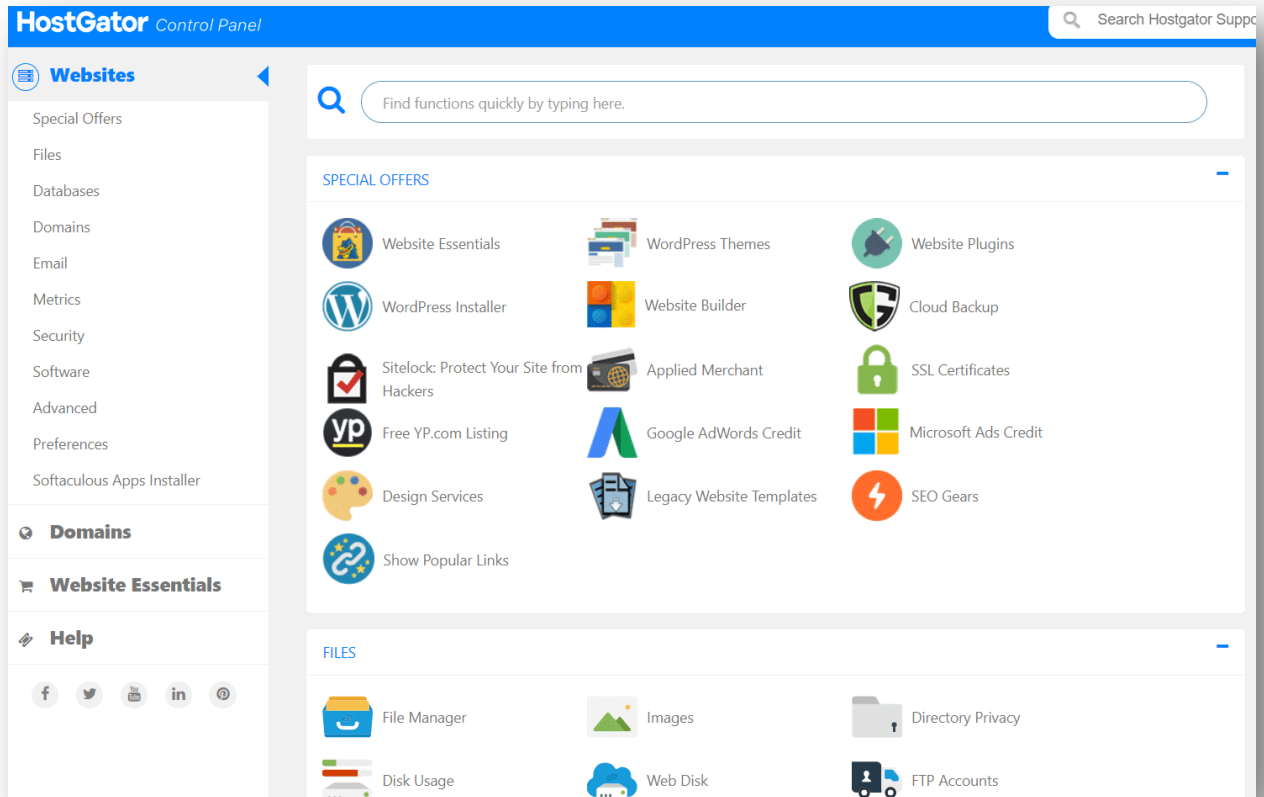 HostGator Control Panel
Search Hostgator Suppo
Websites
Special Offers
Files
Databases
Domains
Email
Metrics
Security
Software
Advanced
Preferences
Softaculous Apps Installer
Domains
Website Essentials
Help
Find functions quickly by typing here.
SPECIAL OFFERS
Website Essentials
WordPress Themes
Website Plugins
WordPress Installer
Website Builder
Cloud Backup
Sitelock: Protect Your Site from
Hackers
Applied Merchant
SSL Certificates
yp
Free YP.com Listing
Google AdWords Credit
Microsoft Ads Credit
Design Services
Legacy Website Templates
SEO Gears
Show Popular Links
FILES
File Manager
Images
Directory Privacy
Disk Usage
Web Disk
FTP Accounts